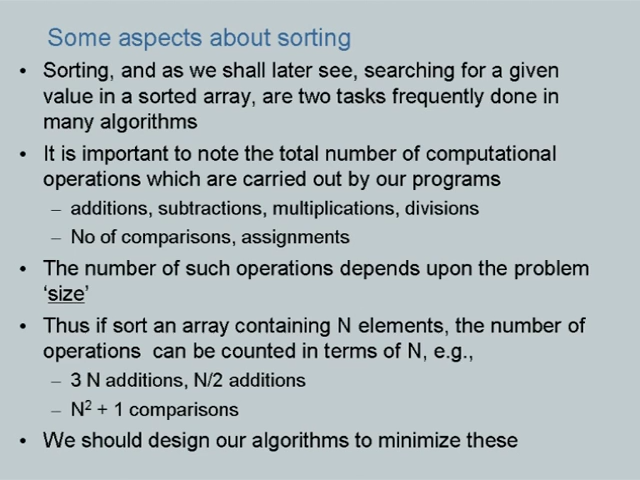 Some aspects about sorting
• Sorting, and as we shall later see, searching for a given
value in a sorted array, are two tasks frequently done in
many algorithms
• It is important to note the total number of computational
operations which are carried out by our programs
– additions, subtractions, multiplications, divisions
– No of comparisons, assignments
• The number of such operations depends upon the problem
‘size’
• Thus if sort an array containing N elements, the number of
operations can be counted in terms of N, e.g.,
– 3 N additions, N/2 additions
– N² + 1 comparisons
• We should design our algorithms to minimize these